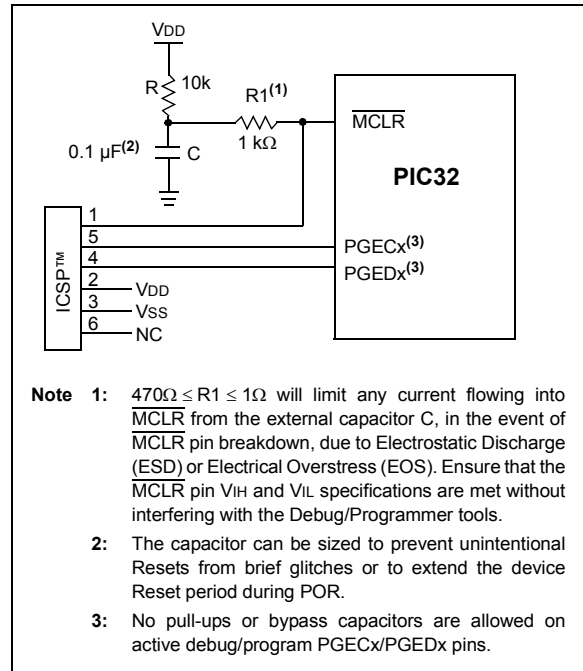 VDD
R 10k R1(1)
0.1 µF(2) C 1 kΩ
MCLR
PIC32
ICSP™
1
5 PGECx(3)
4 PGEDx(3)
2 VDD
3 VSS
6 NC
Note 1: 470Ω ≤ R1 ≤ 1Ω will limit any current flowing into
MCLR from the external capacitor C, in the event of
MCLR pin breakdown, due to Electrostatic Discharge
(ESD) or Electrical Overstress (EOS). Ensure that the
MCLR pin VIH and VIL specifications are met without
interfering with the Debug/Programmer tools.
2: The capacitor can be sized to prevent unintentional
Resets from brief glitches or to extend the device
Reset period during POR.
3: No pull-ups or bypass capacitors are allowed on
active debug/program PGECx/PGEDx pins.